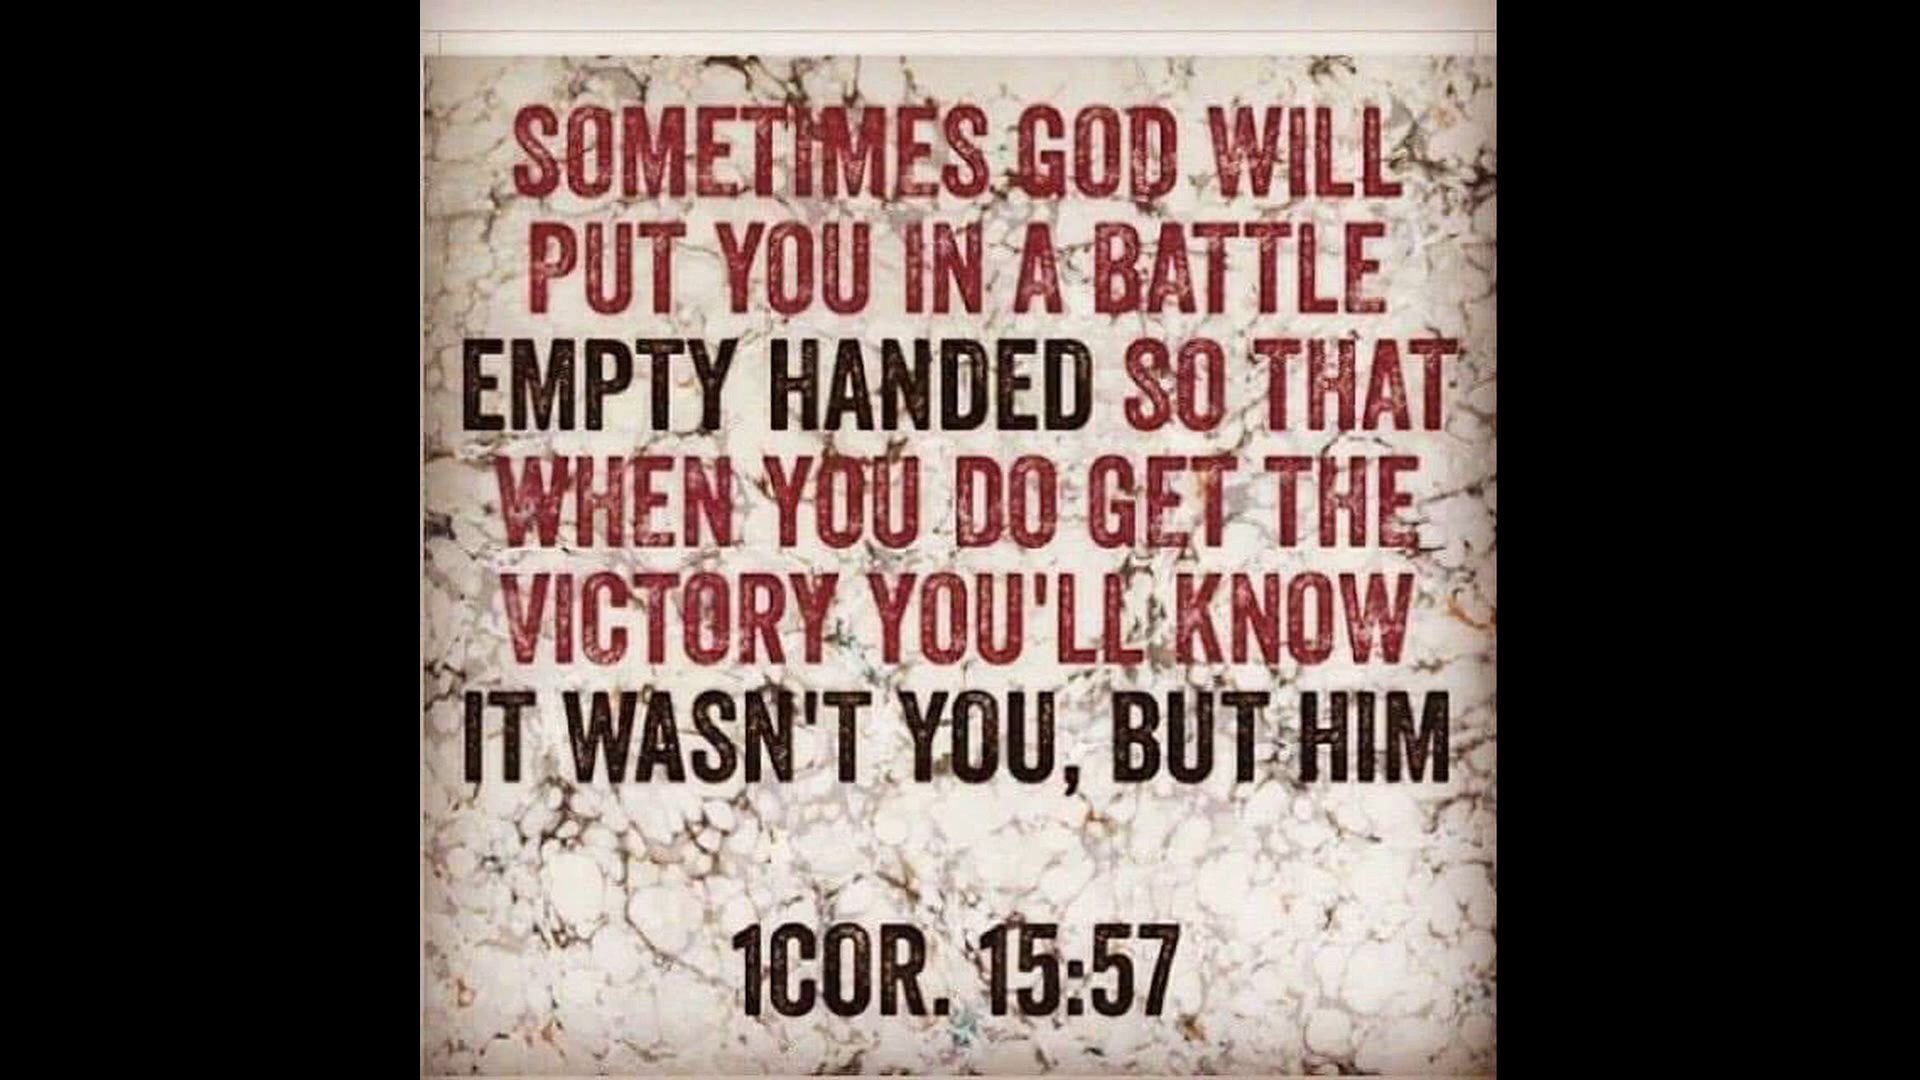 SOMETIMES GOD WILL
PUT YOU IN A BATTLE
EMPTY HANDED SO THAT
WHEN YOU DO GET THE
VICTORY YOU'LL KNOW
IT WASN'T YOU, BUT HIM
1COR. 15:57